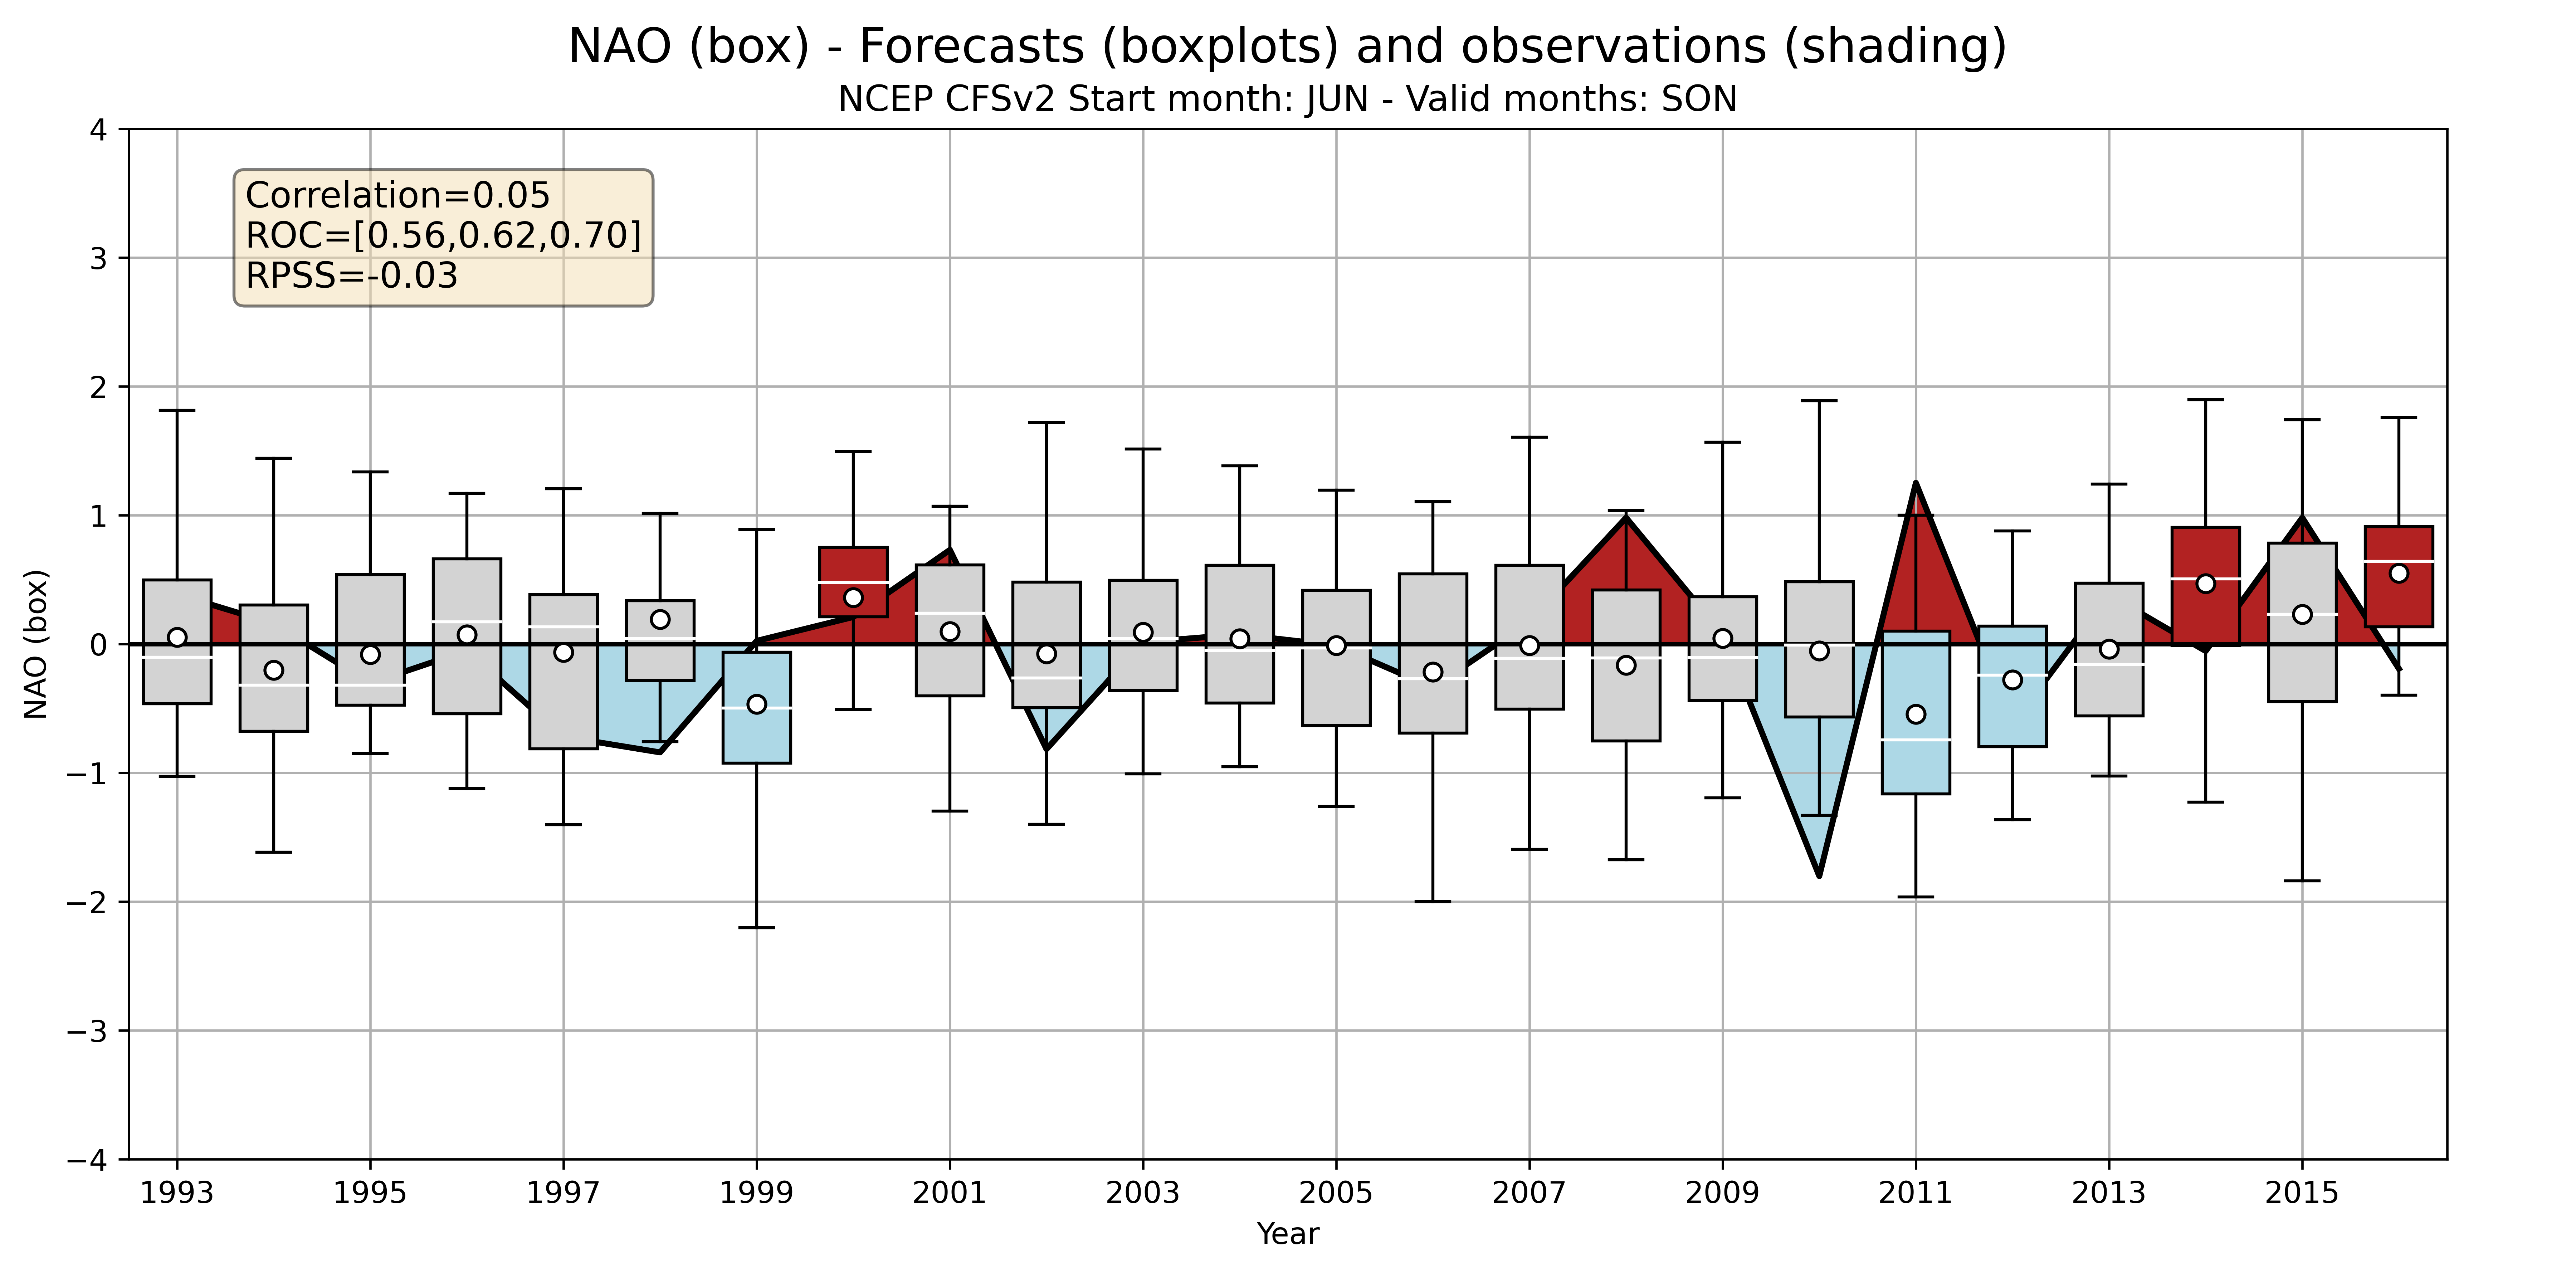 NAO (box) - Forecasts (boxplots) and observations (shading)
NCEP CFSv2 Start month: JUN - Valid months: SON
Correlation=0.05
ROC=[0.56,0.62,0.70]
RPSS=-0.03
NAO (box)
4
3
2
1
0
−1
−2
−3
−4
1993 1995 1997 1999 2001 2003 2005 2007 2009 2011 2013 2015
Year